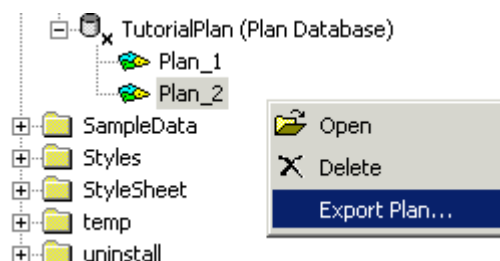 TutorialPlan (Plan Database)
Plan_1
Plan_2
SampleData
Styles
StyleSheet
temp
uninstall
Open
Delete
Export Plan...